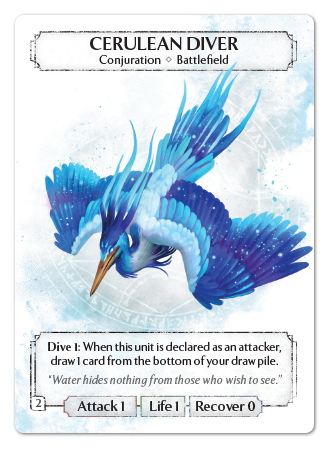 CERULEAN DIVER
Conjuration ⬦ Battlefield
Dive 1: When this unit is declared as an attacker,
draw 1 card from the bottom of your draw pile.
“Water hides nothing from those who wish to see.”
2
Attack 1
Life 1
Recover 0